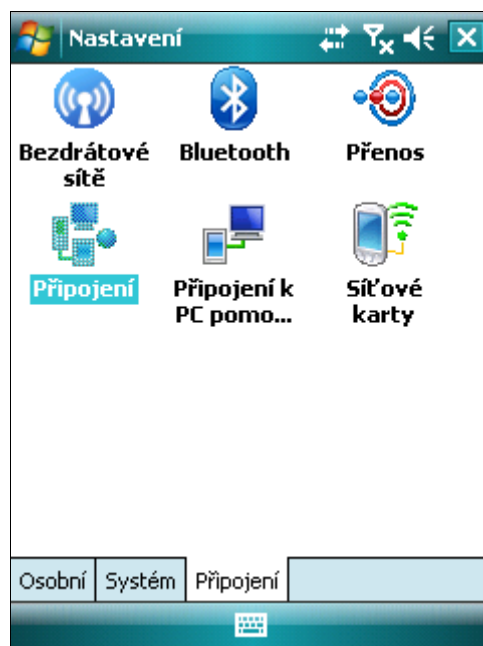 Nastavení
Bezdrátové
sítě
Bluetooth
Přenos
Připojení
Připojení k
PC pomo...
Síťové
karty
Osobní
Systém
Připojení